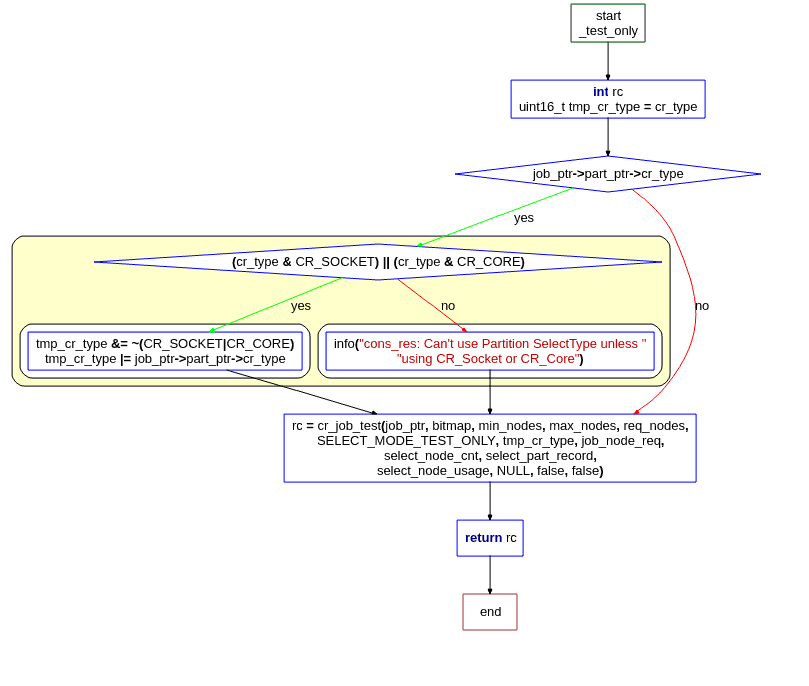 start
_test_only
int rc
uint16_t tmp_cr_type = cr_type
job_ptr->part_ptr->cr_type
yes
(cr_type & CR_SOCKET) || (cr_type & CR_CORE)
yes
no
no
tmp_cr_type &= ~(CR_SOCKET|CR_CORE)
tmp_cr_type |= job_ptr->part_ptr->cr_type
info("cons_res: Can't use Partition SelectType unless "
"using CR_Socket or CR_Core")
rc = cr_job_test(job_ptr, bitmap, min_nodes, max_nodes, req_nodes,
SELECT_MODE_TEST_ONLY, tmp_cr_type, job_node_req,
select_node_cnt, select_part_record,
select_node_usage, NULL, false, false)
return rc
end